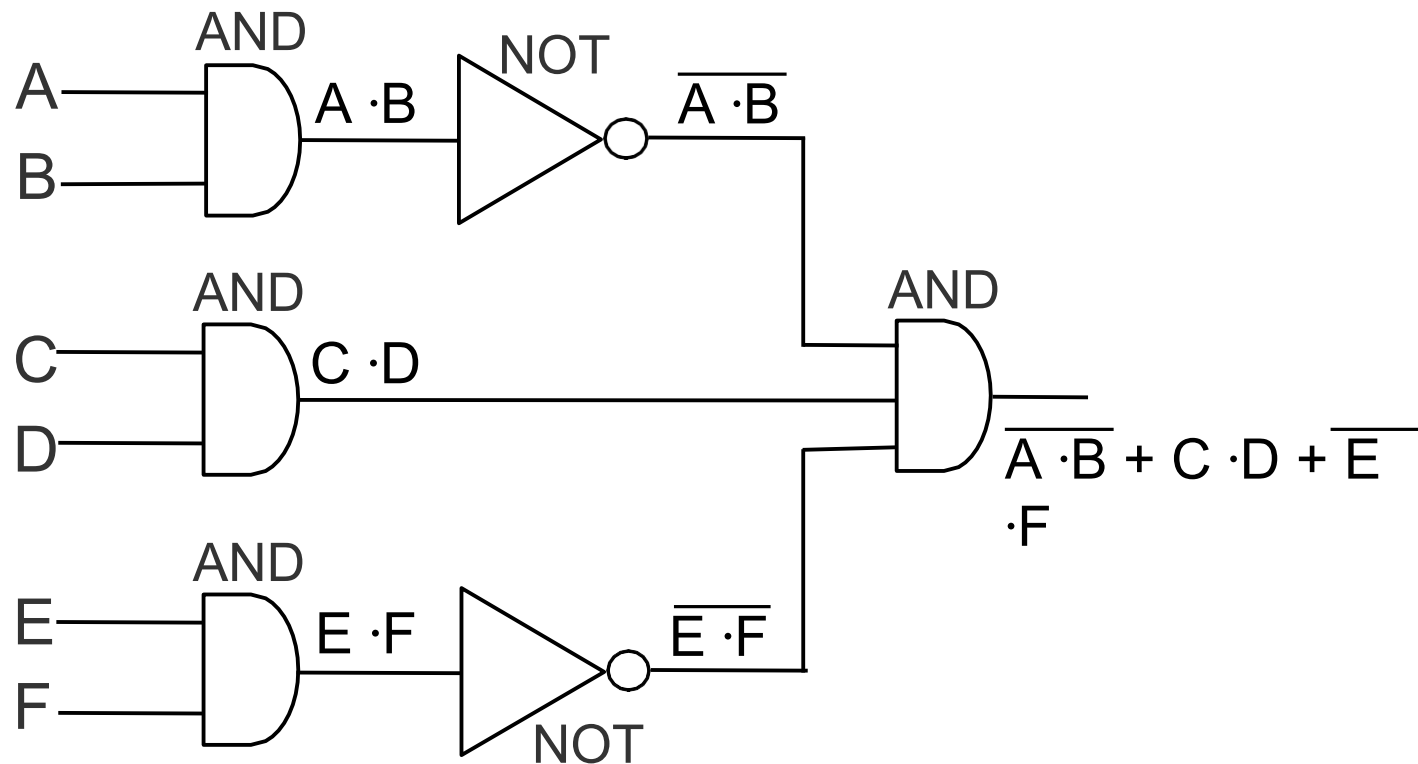 AND
NOT
A
A ·B
A ·B
B
AND
AND
C
C ·D
D
A ·B + C ·D + E
·F
AND
E
E ·F
E ·F
F
NOT